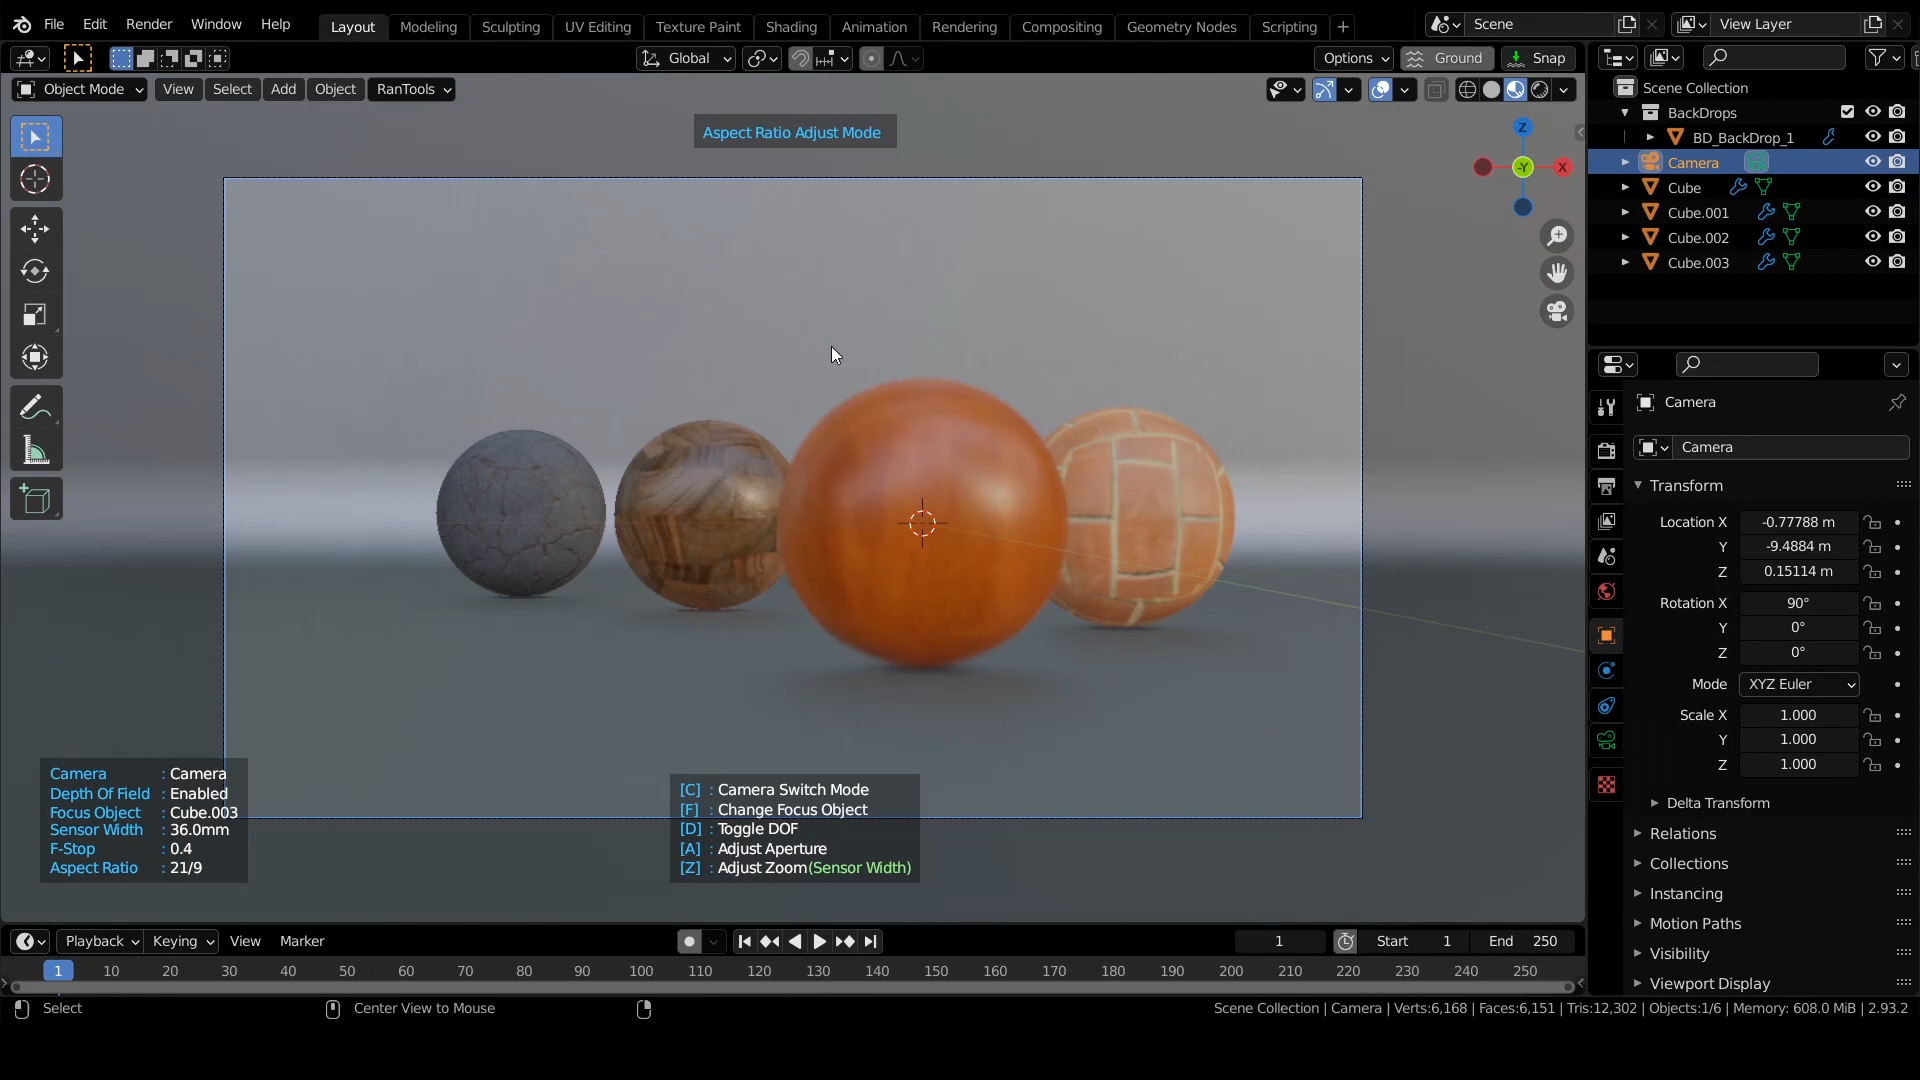 File Edit Render Window Help Layout Modeling Sculpting UV Editing Texture Paint Shading Animation Rendering Compositing Geometry Nodes Scripting + Scene View Layer
Global Options Ground Snap
Object Mode View Select Add Object RanTools
Aspect Ratio Adjust Mode
Z
-Y
X
Camera : Camera
Depth Of Field : Enabled
Focus Object : Cube.003
Sensor Width : 36.0mm
F-Stop : 0.4
Aspect Ratio : 21/9
[C] : Camera Switch Mode
[F] : Change Focus Object
[D] : Toggle DOF
[A] : Adjust Aperture
[Z] : Adjust Zoom(Sensor Width)
Scene Collection
BackDrops
BD_BackDrop_1
Camera
Cube
Cube.001
Cube.002
Cube.003
Camera
Camera
Transform
Location X -0.77788 m
Y -9.4884 m
Z 0.15114 m
Rotation X 90°
Y 0°
Z 0°
Mode XYZ Euler
Scale X 1.000
Y 1.000
Z 1.000
Delta Transform
Relations
Collections
Instancing
Motion Paths
Visibility
Viewport Display
Playback Keying View Marker 1 Start 1 End 250
1 10 20 30 40 50 60 70 80 90 100 110 120 130 140 150 160 170 180 190 200 210 220 230 240 250
Select Center View to Mouse Scene Collection | Camera | Verts:6,168 | Faces:6,151 | Tris:12,302 | Objects:1/6 | Memory: 608.0 MiB | 2.93.2